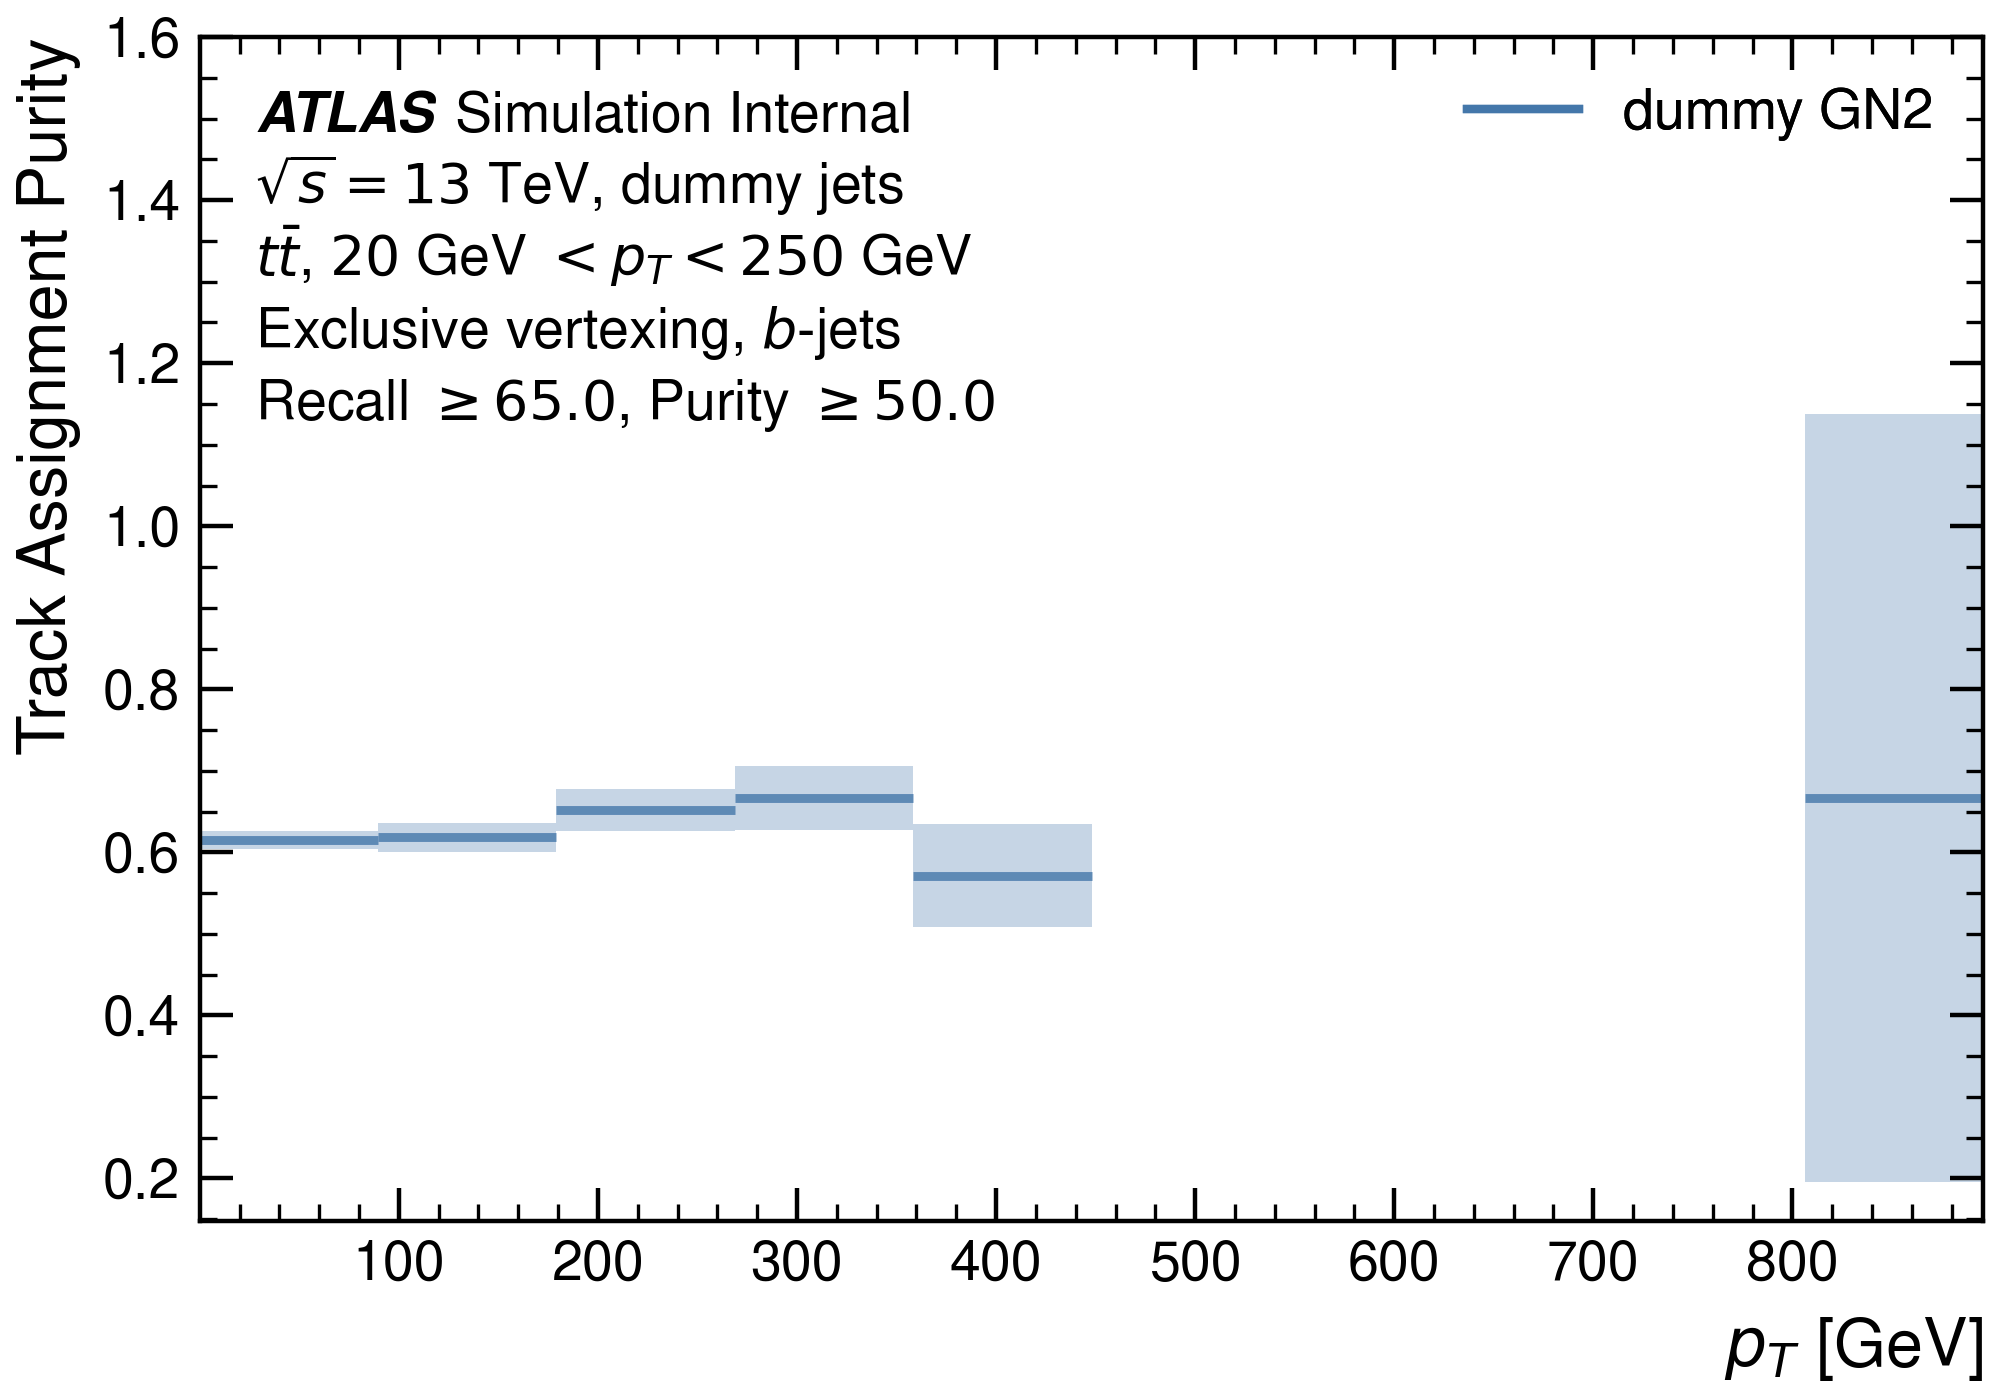 Track Assignment Purity
1.6
1.4
1.2
1.0
0.8
0.6
0.4
0.2
ATLAS Simulation Internal
√s = 13 TeV, dummy jets
tt̄, 20 GeV < p_T < 250 GeV
Exclusive vertexing, b-jets
Recall ≥ 65.0, Purity ≥ 50.0
dummy GN2
100 200 300 400 500 600 700 800
p_T [GeV]